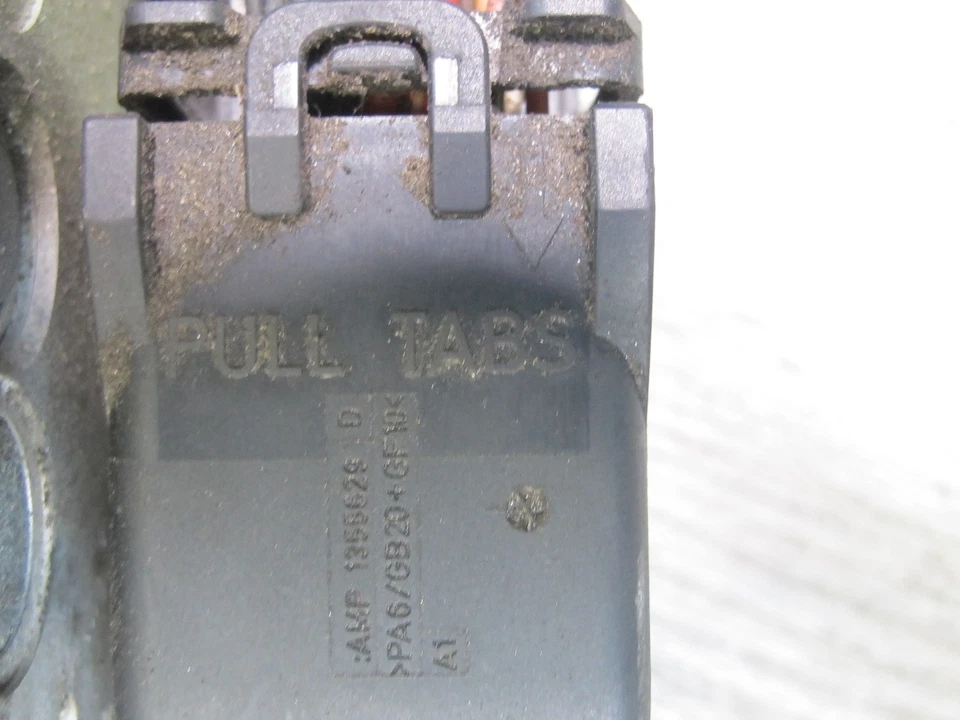 PULL TABS
:AMP 1355629 D
>PA6/GB20+GF10<
A1